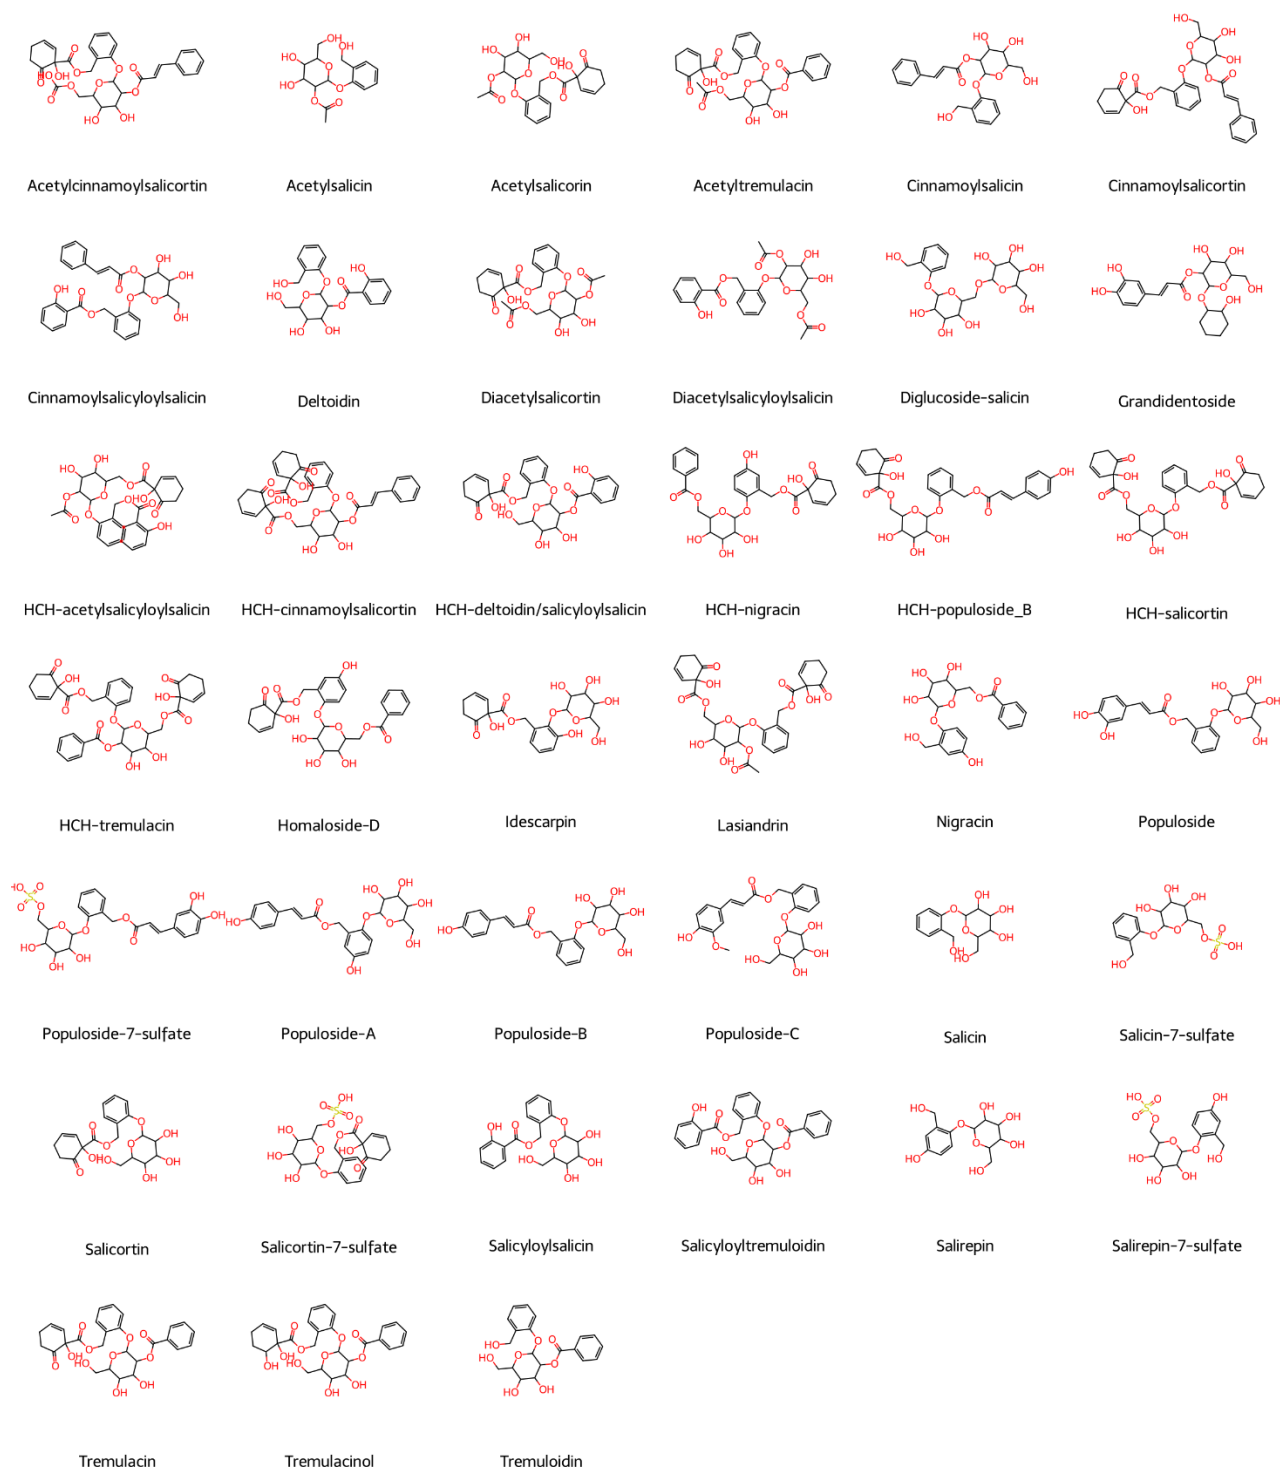 Acetylcinnamoylsalicortin
Acetylsalicin
Acetylsalicorin
Acetyltremulacin
Cinnamoylsalicin
Cinnamoylsalicortin
Cinnamoylsalicyloylsalicin
Deltoidin
Diacetylsalicortin
Diacetylsalicyloylsalicin
Diglucoside-salicin
Grandidentoside
HCH-acetylsalicyloylsalicin
HCH-cinnamoylsalicortin
HCH-deltoidin/salicyloylsalicin
HCH-nigracin
HCH-populoside_B
HCH-salicortin
HCH-tremulacin
Homaloside-D
Idescarpin
Lasiandrin
Nigracin
Populoside
Populoside-7-sulfate
Populoside-A
Populoside-B
Populoside-C
Salicin
Salicin-7-sulfate
Salicortin
Salicortin-7-sulfate
Salicyloylsalicin
Salicyloyltremuloidin
Salirepin
Salirepin-7-sulfate
Tremulacin
Tremulacinol
Tremuloidin